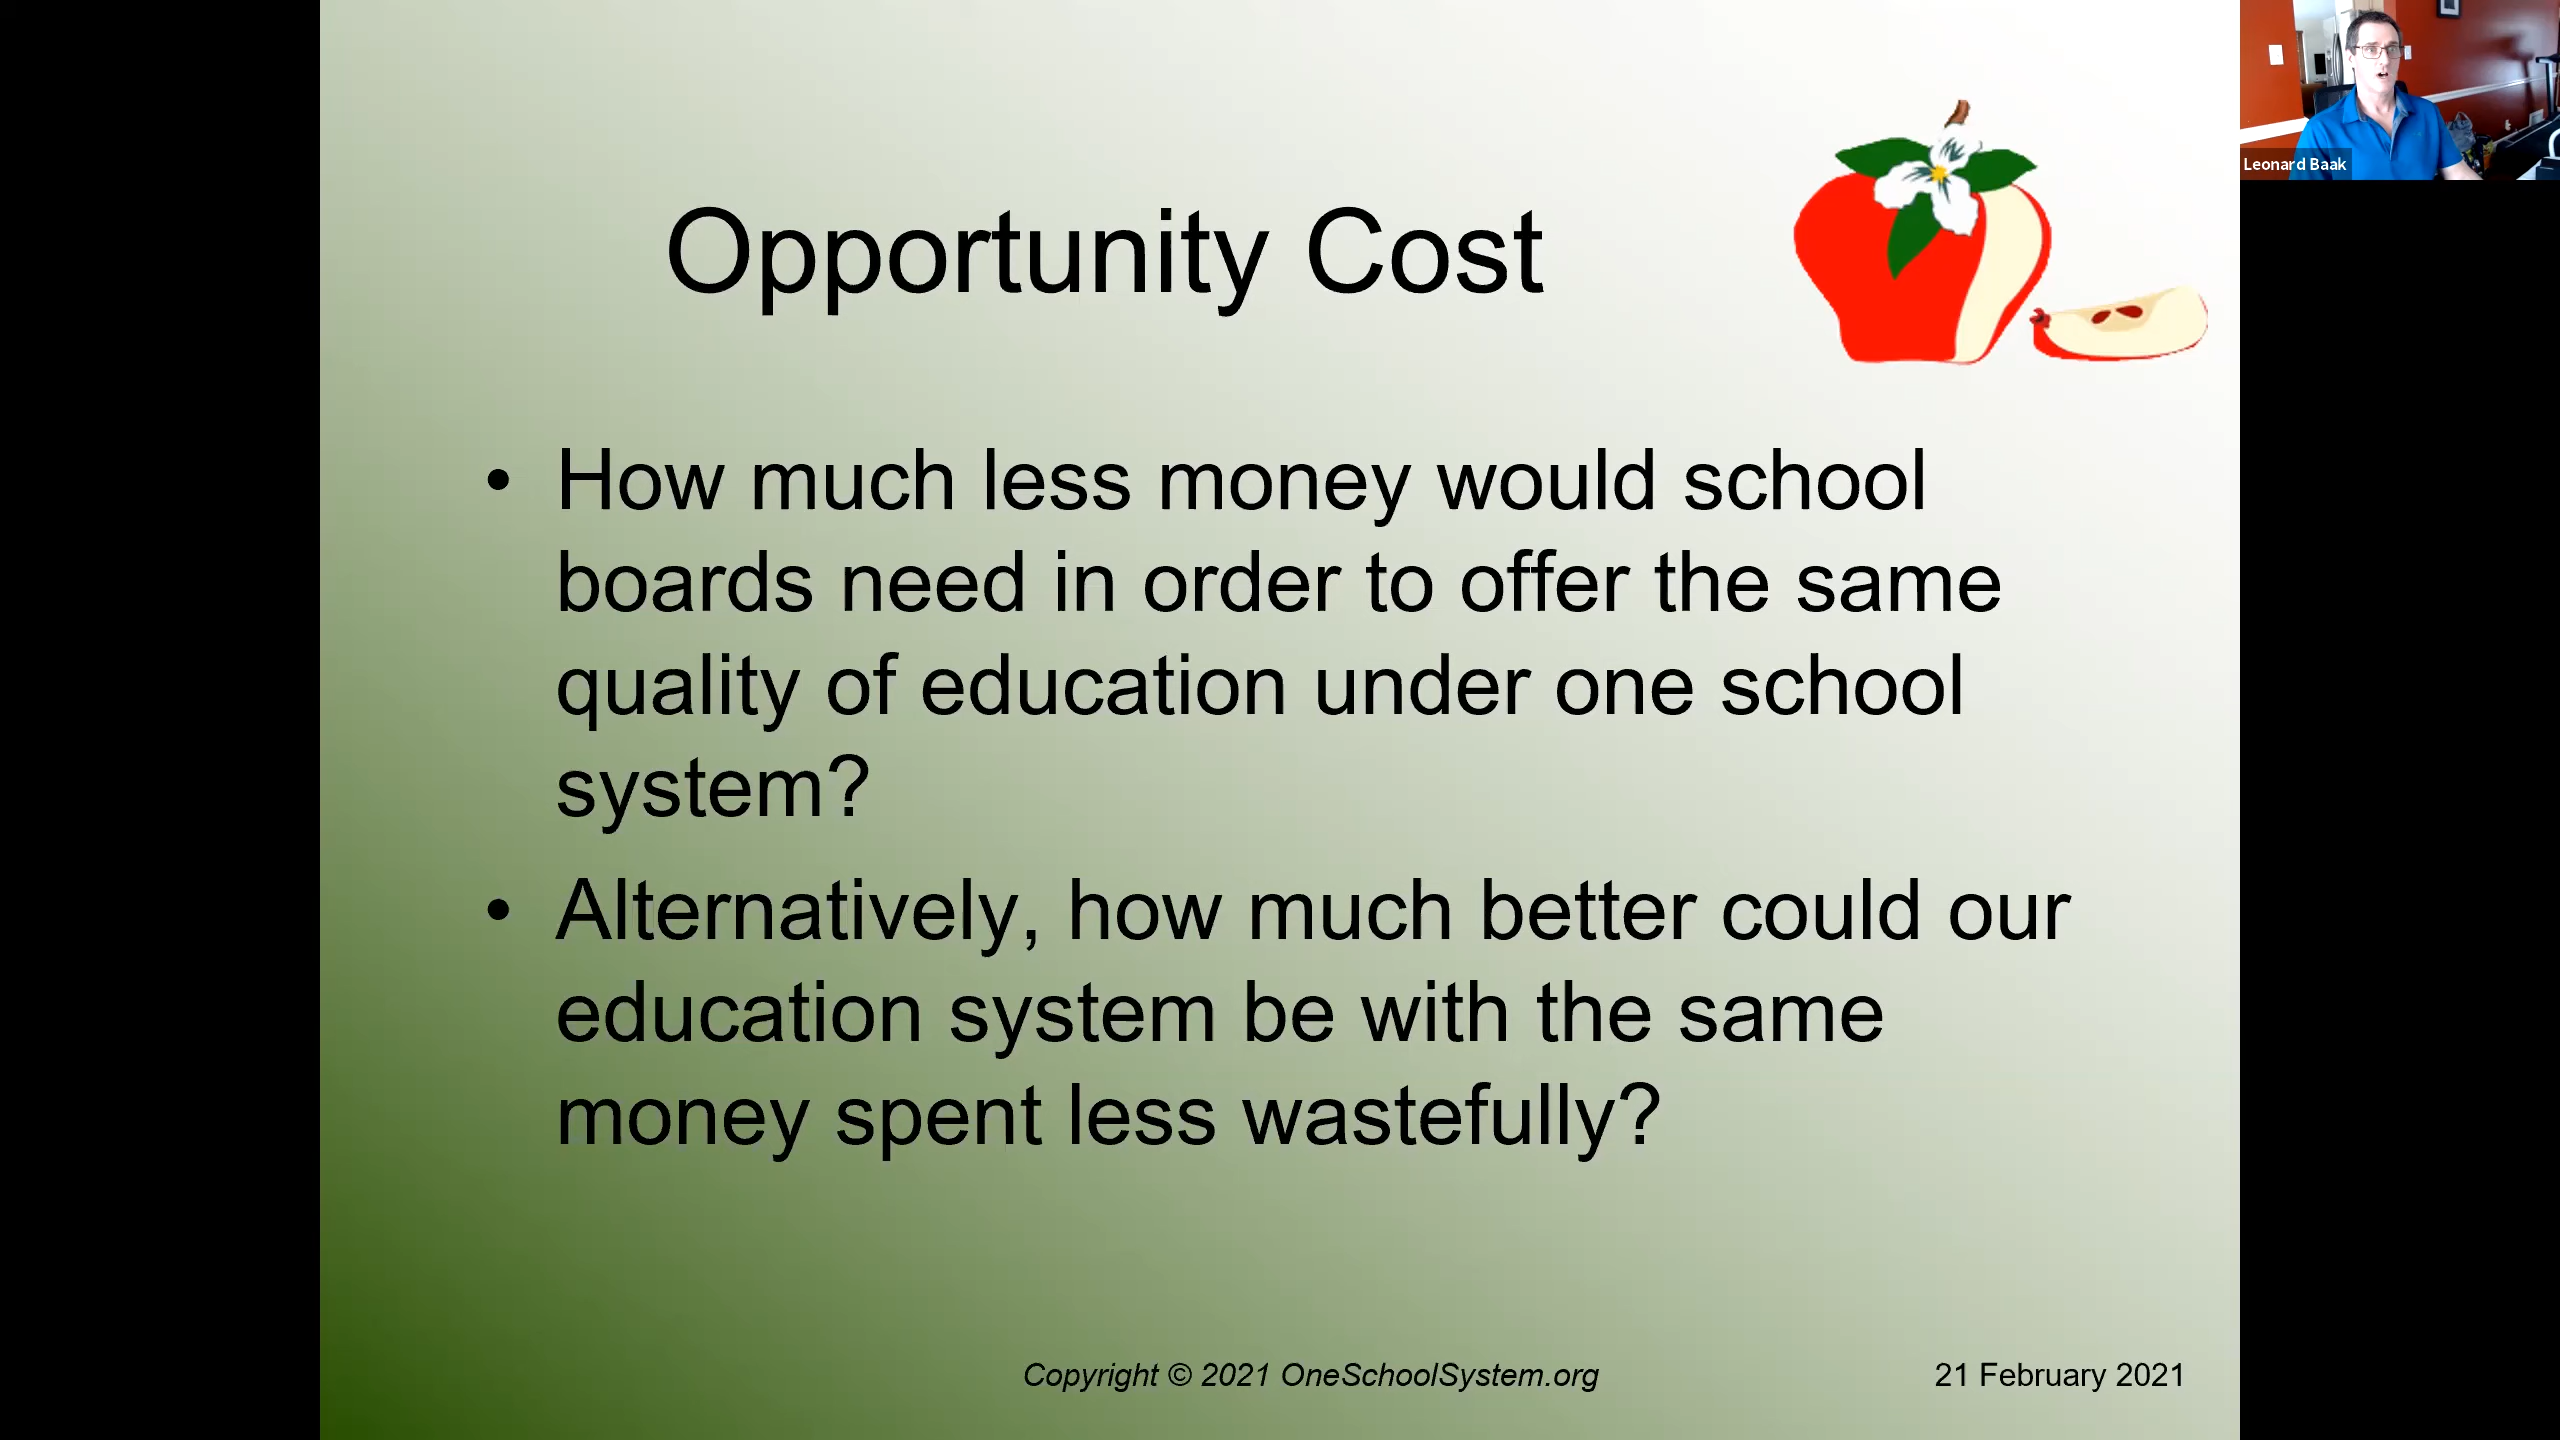 Opportunity Cost
Leonard Baak
• How much less money would school
boards need in order to offer the same
quality of education under one school
system?
• Alternatively, how much better could our
education system be with the same
money spent less wastefully?
Copyright © 2021 OneSchoolSystem.org
21 February 2021